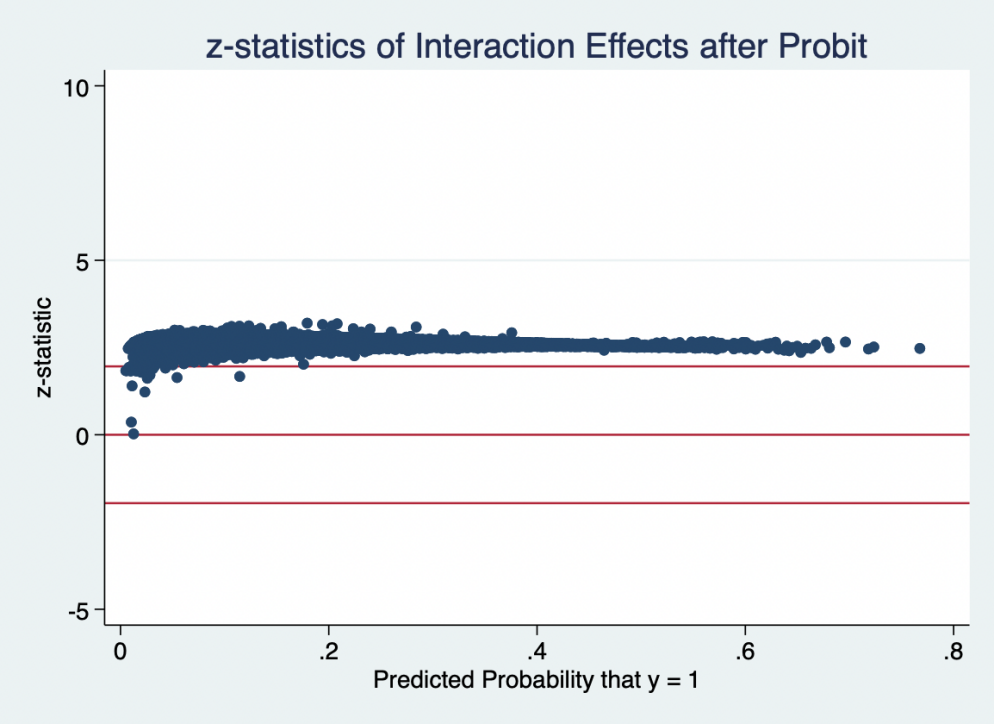 z-statistics of Interaction Effects after Probit
10
5
0
-5
z-statistic
0 .2 .4 .6 .8
Predicted Probability that y = 1